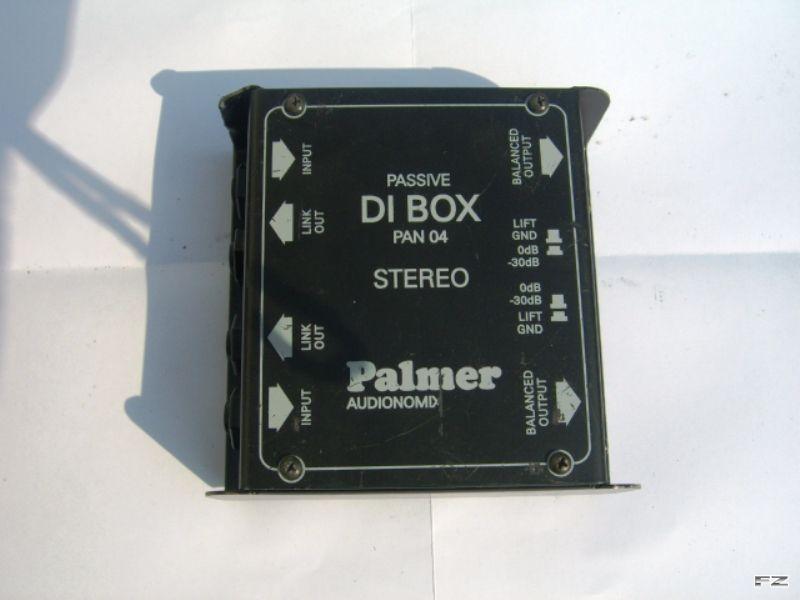 INPUT
LINK
OUT
LINK
OUT
INPUT
PASSIVE
DI BOX
PAN 04
STEREO
Palmer
AUDIONOMIX
BALANCED
OUTPUT
LIFT
GND
0dB
-30dB
0dB
-30dB
LIFT
GND
BALANCED
OUTPUT
FZ